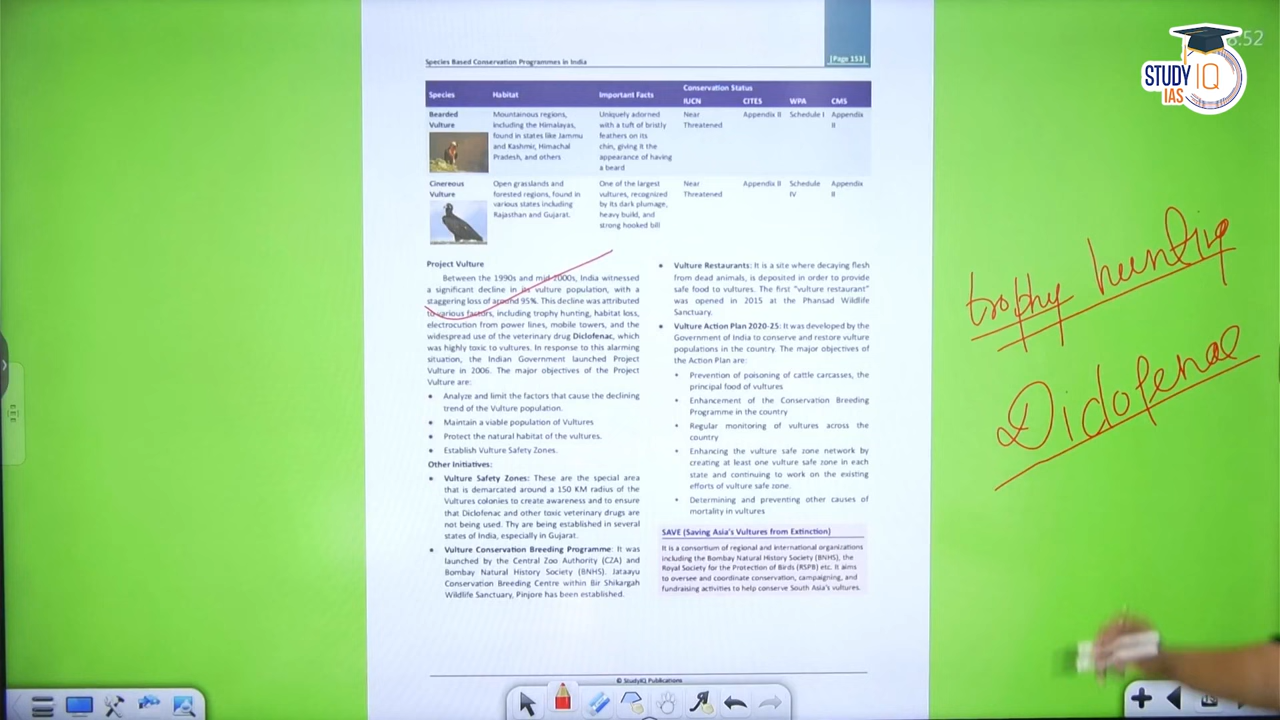 8.52
STUDY IQ
IAS
Species Based Conservation Programmes in India
[Page 153]
Species Habitat Important Facts Conservation Status
IUCN CITES WPA CMS
Bearded Vulture
Mountainous regions,
including the Himalayas,
found in states like Jammu
and Kashmir, Himachal
Pradesh, and others
Uniquely adorned
with a tuft of bristly
feathers on its
chin, giving it the
appearance of having
a beard
Near
Threatened
Appendix II
Schedule I
Appendix
II
Cinereous
Vulture
Open grasslands and
forested regions, found in
various states including
Rajasthan and Gujarat.
One of the largest
vultures, recognized
by its dark plumage,
heavy build, and
strong hooked bill
Near
Threatened
Appendix II
Schedule
IV
Appendix
II
Project Vulture
Between the 1990s and mid-2000s, India witnessed
a significant decline in its vulture population, with a
staggering loss of around 95%. This decline was attributed
to various factors, including trophy hunting, habitat loss,
electrocution from power lines, mobile towers, and the
widespread use of the veterinary drug Diclofenac, which
was highly toxic to vultures. In response to this alarming
situation, the Indian Government launched Project
Vulture in 2006. The major objectives of the Project
Vulture are:
• Analyze and limit the factors that cause the declining
trend of the Vulture population.
• Maintain a viable population of Vultures
• Protect the natural habitat of the vultures.
• Establish Vulture Safety Zones.
Other Initiatives:
• Vulture Safety Zones: These are the special area
that is demarcated around a 150 KM radius of the
Vultures colonies to create awareness and to ensure
that Diclofenac and other toxic veterinary drugs are
not being used. Thy are being established in several
states of India, especially in Gujarat.
• Vulture Conservation Breeding Programme: It was
launched by the Central Zoo Authority (CZA) and
Bombay Natural History Society (BNHS). Jataayu
Conservation Breeding Centre within Bir Shikargah
Wildlife Sanctuary, Pinjore has been established.
• Vulture Restaurants: It is a site where decaying flesh
from dead animals, is deposited in order to provide
safe food to vultures. The first "vulture restaurant"
was opened in 2015 at the Phansad Wildlife
Sanctuary.
• Vulture Action Plan 2020-25: It was developed by the
Government of India to conserve and restore vulture
populations in the country. The major objectives of
the Action Plan are:
• Prevention of poisoning of cattle carcasses, the
principal food of vultures
• Enhancement of the Conservation Breeding
Programme in the country
• Regular monitoring of vultures across the
country
• Enhancing the vulture safe zone network by
creating at least one vulture safe zone in each
state and continuing to work on the existing
efforts of vulture safe zone.
• Determining and preventing other causes of
mortality in vultures
SAVE (Saving Asia's Vultures from Extinction)
It is a consortium of regional and international organizations
including the Bombay Natural History Society (BNHS), the
Royal Society for the Protection of Birds (RSPB) etc. It aims
to oversee and coordinate conservation, campaigning, and
fundraising activities to help conserve South Asia's vultures.
© StudyIQ Publications
trophy hunting
Diclofenac